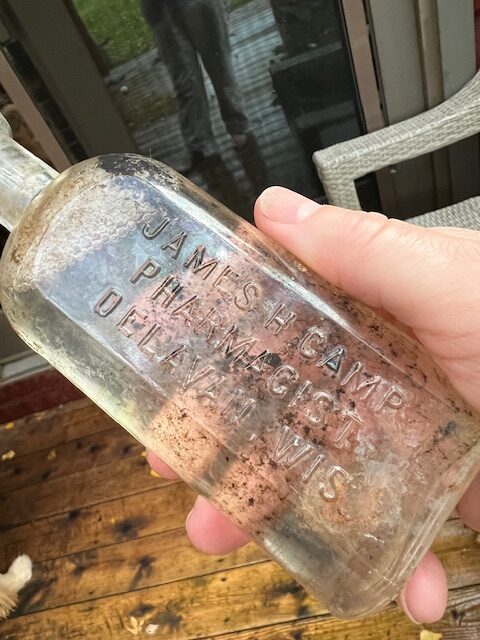 JAMES H. CAMP
PHARMACIST,
DELAVAN, WIS